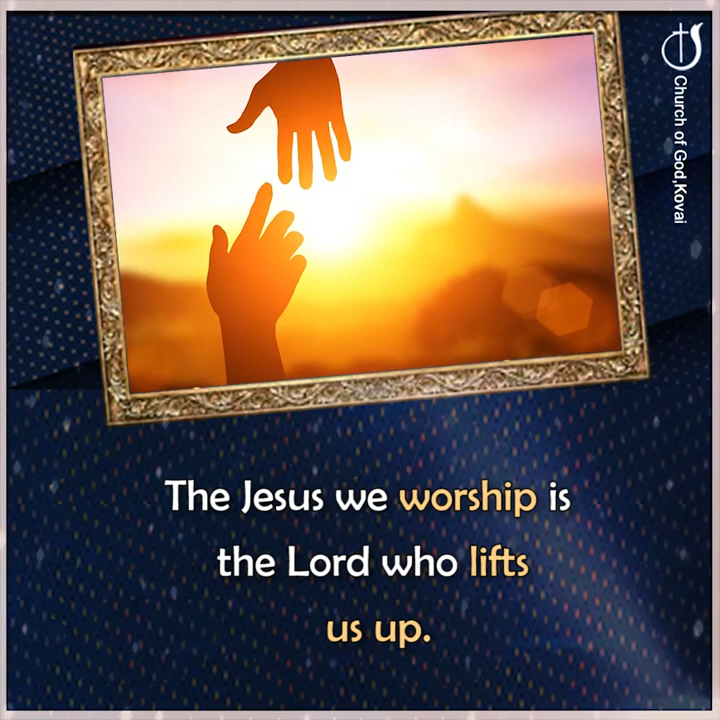 Church of God,Kovai
The Jesus we worship is
the Lord who lifts
us up.